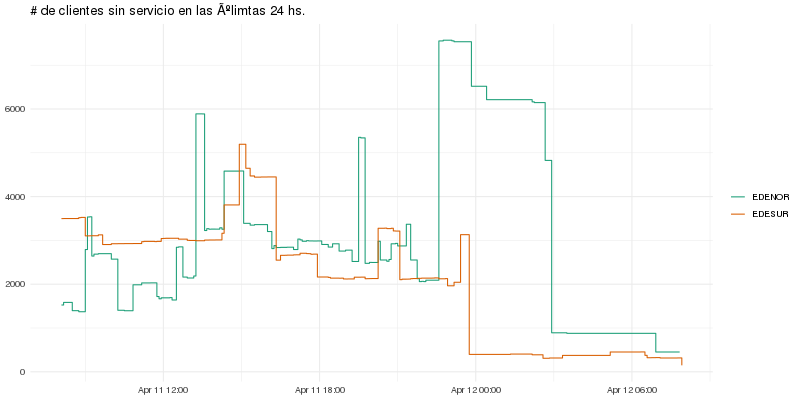 # de clientes sin servicio en las Ãºlimtas 24 hs.
6000
4000
2000
0
Apr 11 12:00
Apr 11 18:00
Apr 12 00:00
Apr 12 06:00
EDENOR
EDESUR